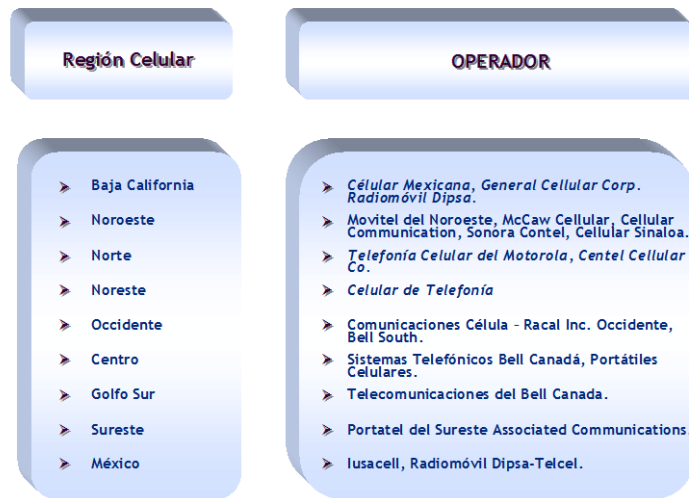 Región Celular
OPERADOR
Baja California
Noroeste
Norte
Noreste
Occidente
Centro
Golfo Sur
Sureste
México
Célular Mexicana, General Cellular Corp.
Radiomóvil Dipsa.
Movitel del Noroeste, McCaw Cellular, Cellular
Communication, Sonora Contel, Cellular Sinaloa.
Telefonía Celular del Motorola, Centel Cellular
Co.
Celular de Telefonía
Comunicaciones Célula – Racal Inc. Occidente,
Bell South.
Sistemas Telefónicos Bell Canadá, Portátiles
Celulares.
Telecomunicaciones del Bell Canada.
Portatel del Sureste Associated Communications.
Iusacell, Radiomóvil Dipsa-Telcel.